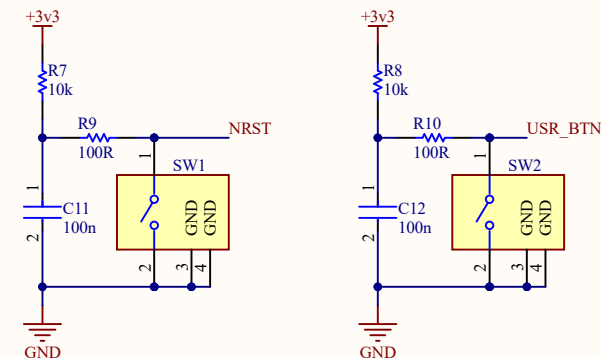 +3v3
R7
10k
R9
100R
NRST
1
SW1
1
C11
100n
2
GND
GND
2
3
4
GND
+3v3
R8
10k
R10
100R
USR_BTN
1
SW2
1
C12
100n
2
GND
GND
2
3
4
GND